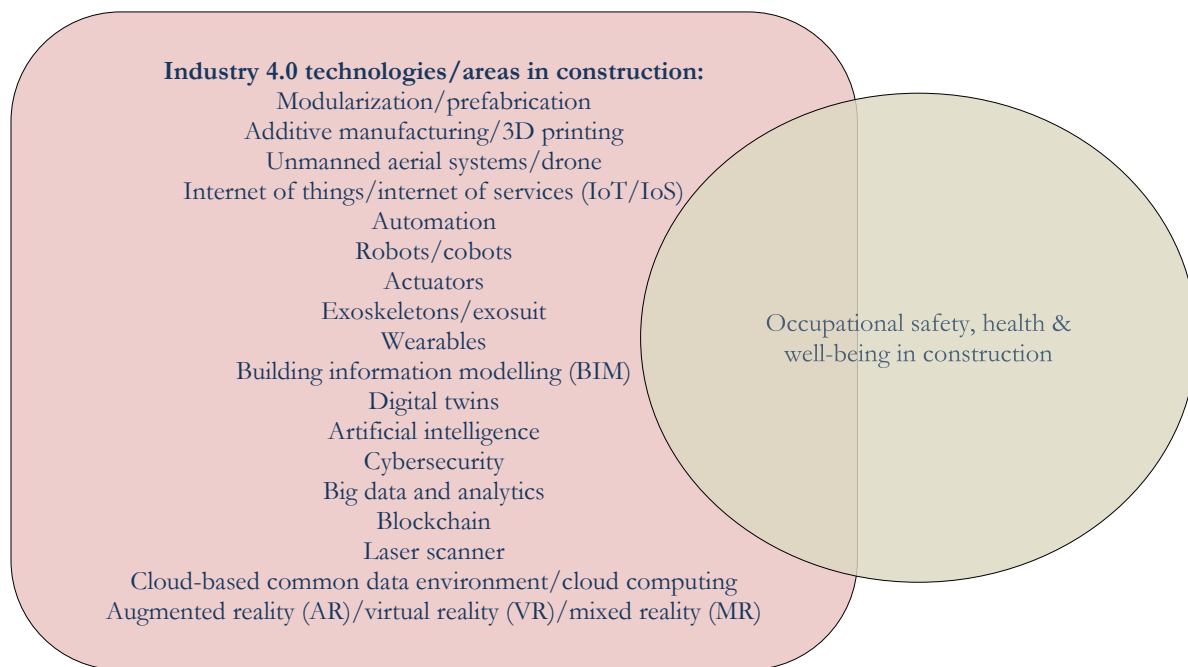 Industry 4.0 technologies/areas in construction:
Modularization/prefabrication
Additive manufacturing/3D printing
Unmanned aerial systems/drone
Internet of things/internet of services (IoT/IoS)
Automation
Robots/cobots
Actuators
Exoskeletons/exosuit
Wearables
Building information modelling (BIM)
Digital twins
Artificial intelligence
Cybersecurity
Big data and analytics
Blockchain
Laser scanner
Cloud-based common data environment/cloud computing
Augmented reality (AR)/virtual reality (VR)/mixed reality (MR)
Occupational safety, health &
well-being in construction